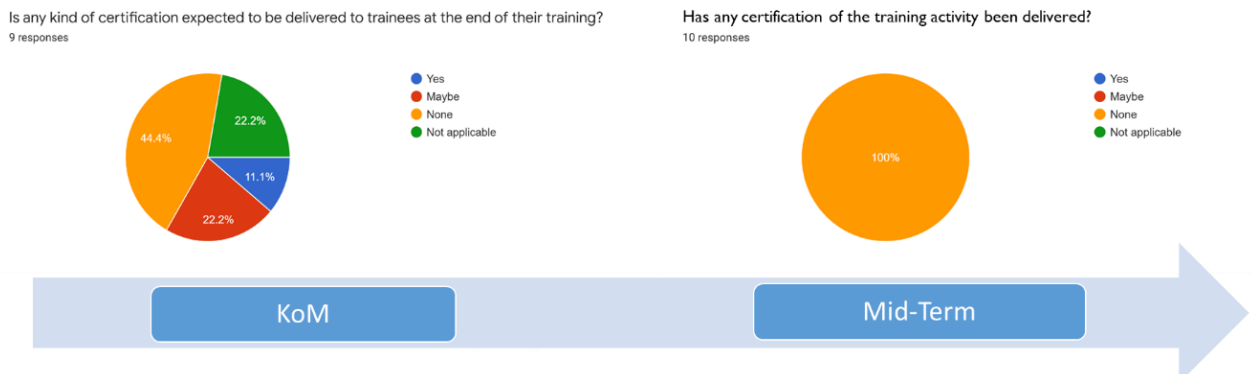 Is any kind of certification expected to be delivered to trainees at the end of their training?
9 responses
44.4%
22.2%
11.1%
22.2%
Yes
Maybe
None
Not applicable
Has any certification of the training activity been delivered?
10 responses
100%
Yes
Maybe
None
Not applicable
KoM
Mid-Term